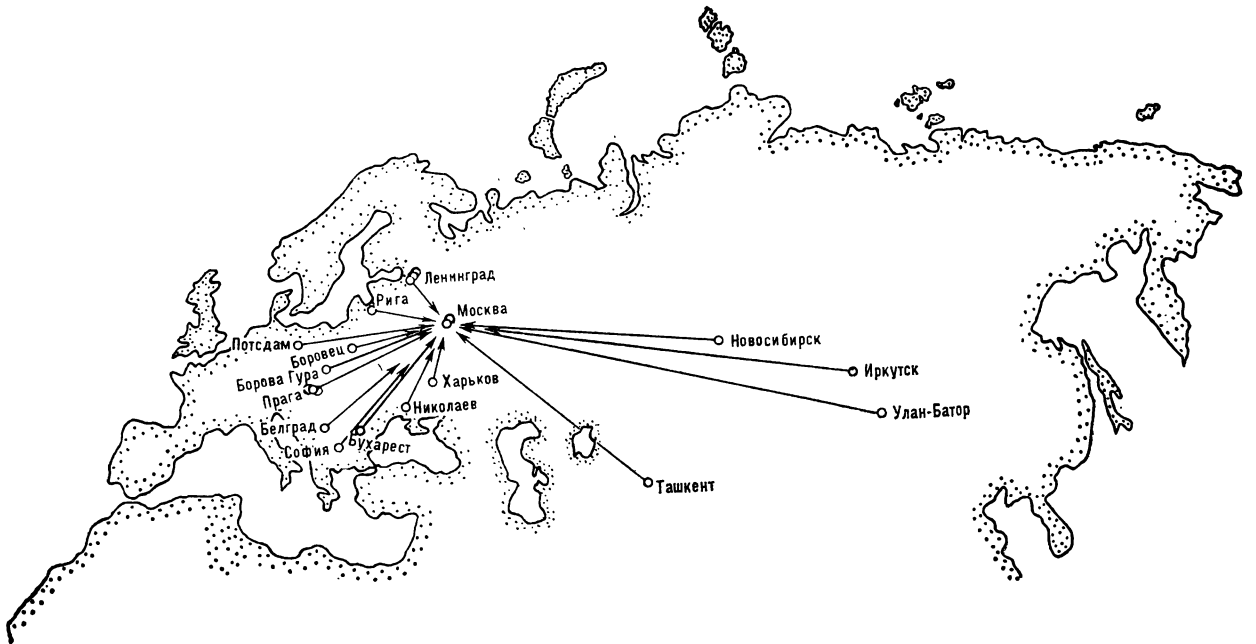 Ленинград
Рига
Москва
Потсдам
Боровец
Новосибирск
Борова Гура
Харьков
Иркутск
Прага
Николаев
Улан-Батор
Белград
София
Бухарест
Ташкент